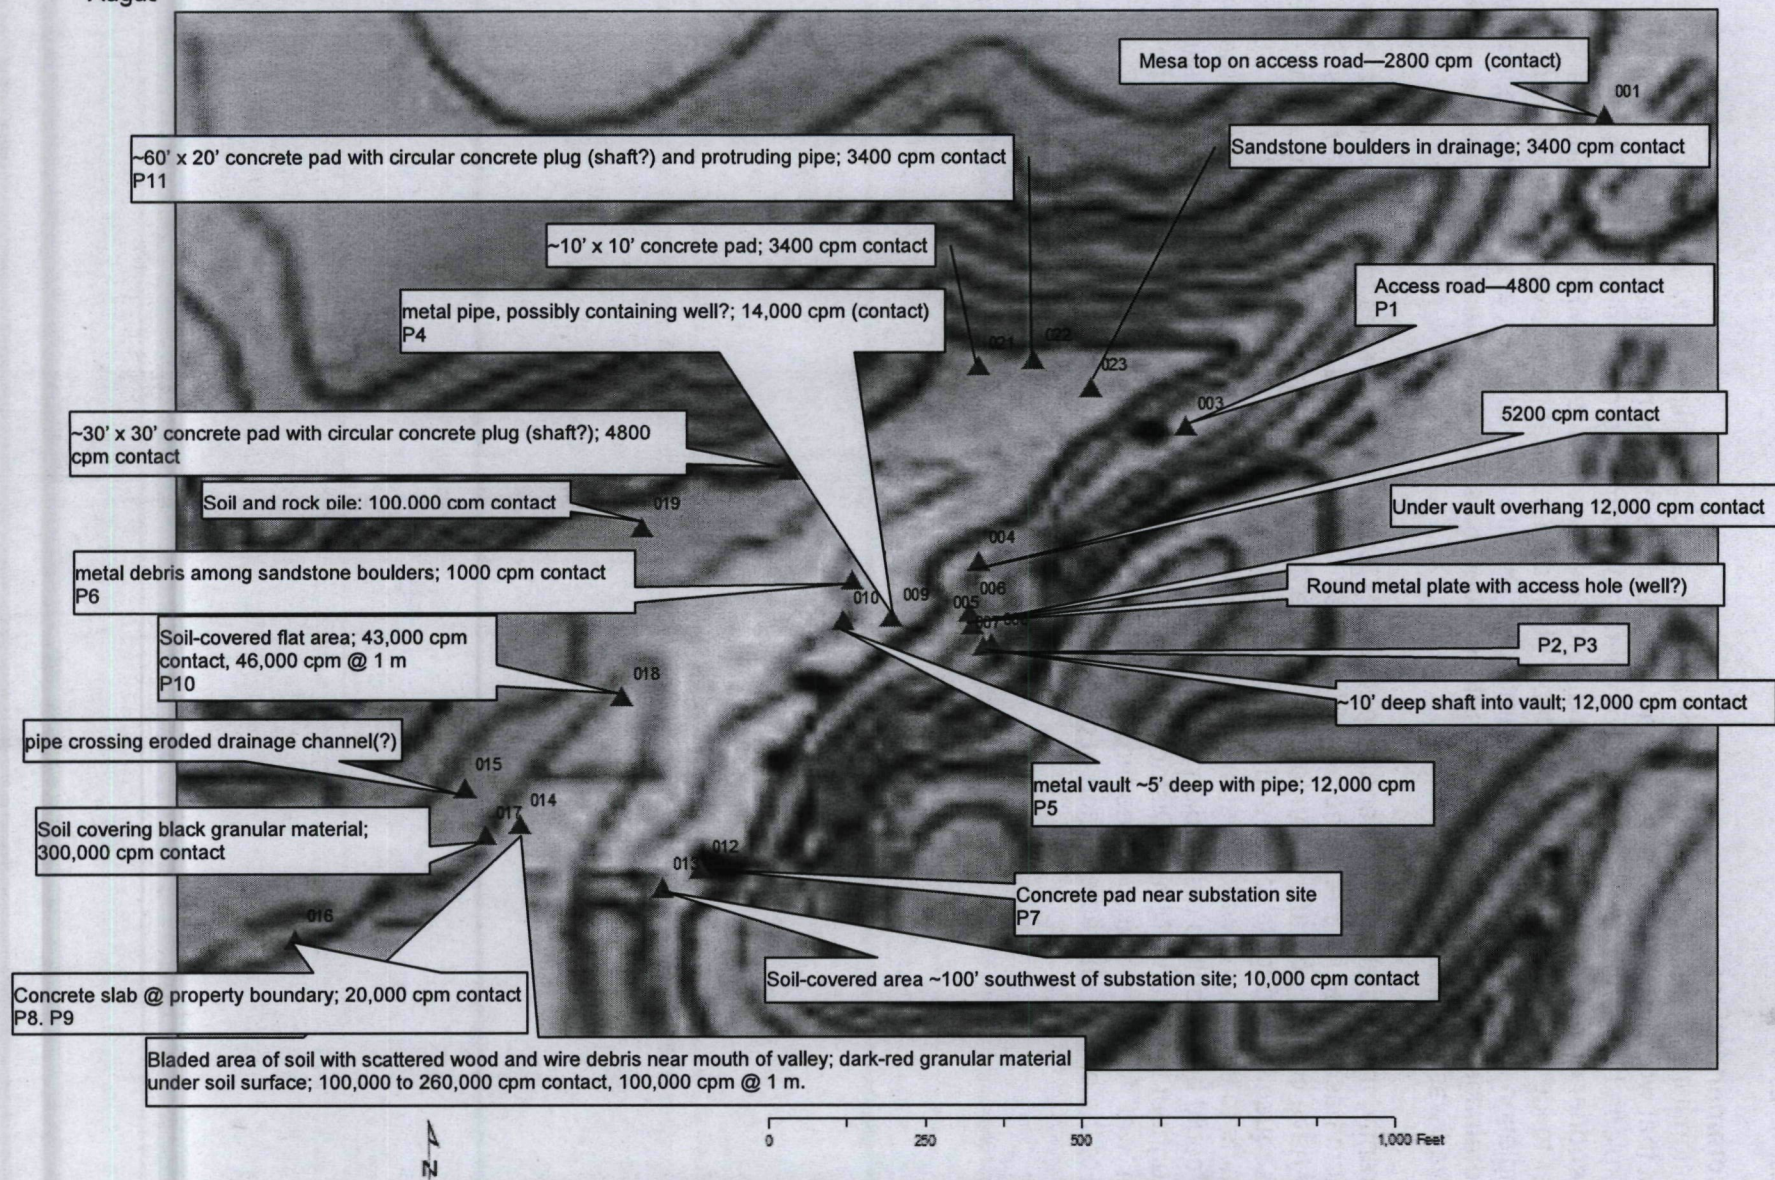 Mesa top on access road—2800 cpm (contact)
001
~60' x 20' concrete pad with circular concrete plug (shaft?) and protruding pipe; 3400 cpm contact
P11
Sandstone boulders in drainage; 3400 cpm contact
~10' x 10' concrete pad; 3400 cpm contact
Access road—4800 cpm contact
P1
metal pipe, possibly containing well?; 14,000 cpm (contact)
P4
021
022
023
003
~30' x 30' concrete pad with circular concrete plug (shaft?); 4800
cpm contact
5200 cpm contact
Soil and rock pile; 100.000 cpm contact
019
Under vault overhang 12,000 cpm contact
004
metal debris among sandstone boulders; 1000 cpm contact
P6
010
009
006
005
007
Round metal plate with access hole (well?)
Soil-covered flat area; 43,000 cpm
contact, 46,000 cpm @ 1 m
P10
018
P2, P3
~10' deep shaft into vault; 12,000 cpm contact
pipe crossing eroded drainage channel(?)
015
metal vault ~5' deep with pipe; 12,000 cpm
P5
014
017
Soil covering black granular material;
300,000 cpm contact
012
013
Concrete pad near substation site
P7
016
Soil-covered area ~100' southwest of substation site; 10,000 cpm contact
Concrete slab @ property boundary; 20,000 cpm contact
P8. P9
Bladed area of soil with scattered wood and wire debris near mouth of valley; dark-red granular material
under soil surface; 100,000 to 260,000 cpm contact, 100,000 cpm @ 1 m.
0 250 500 1,000 Feet
N